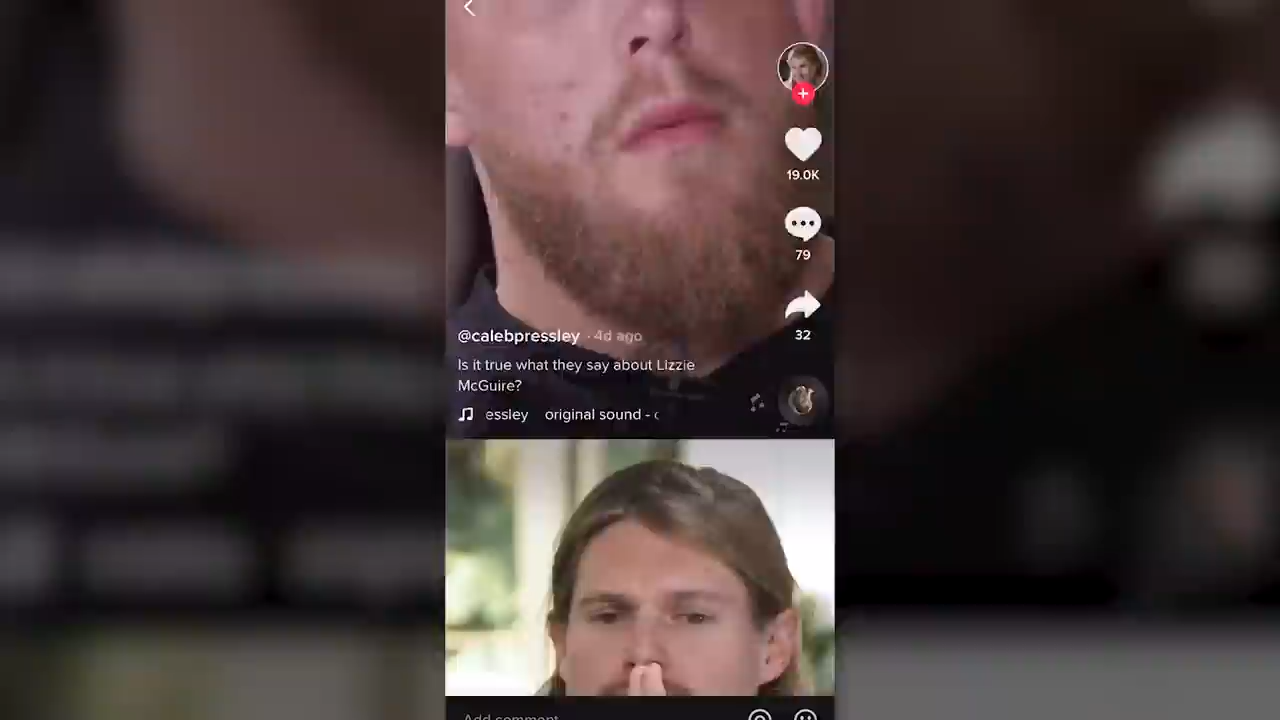 19.0K
79
32
@calebpressley · 4d ago
Is it true what they say about Lizzie
McGuire?
essley original sound - c
Add comment